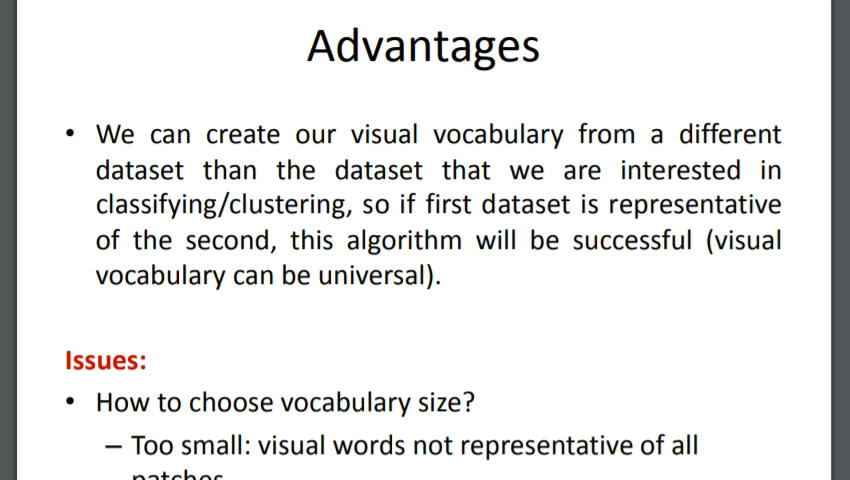 Advantages
• We can create our visual vocabulary from a different
dataset than the dataset that we are interested in
classifying/clustering, so if first dataset is representative
of the second, this algorithm will be successful (visual
vocabulary can be universal).
Issues:
• How to choose vocabulary size?
– Too small: visual words not representative of all
patches